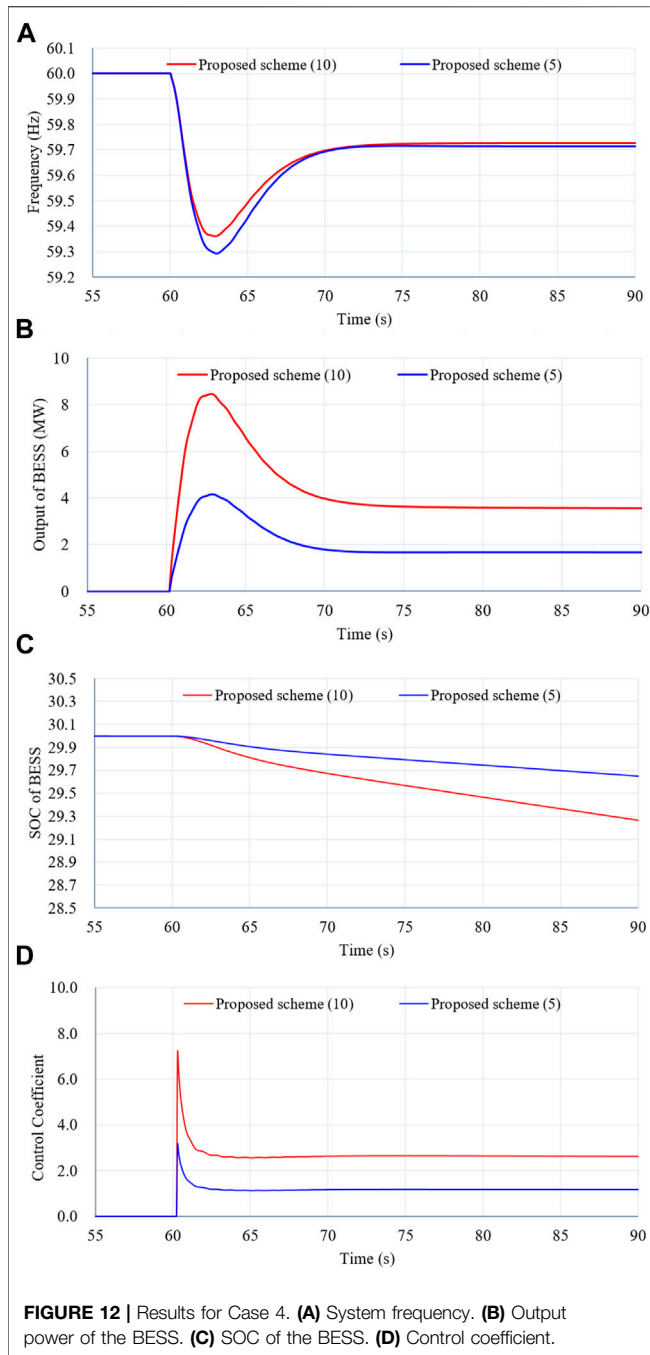 A
60.1
60.0
59.9
59.8
59.7
59.6
59.5
59.4
59.3
59.2
Frequency (Hz)
Proposed scheme (10)
Proposed scheme (5)
55 60 65 70 75 80 85 90
Time (s)
B
10
8
6
4
2
0
Output of BESS (MW)
Proposed scheme (10)
Proposed scheme (5)
55 60 65 70 75 80 85 90
Time (s)
C
30.5
30.3
30.1
29.9
29.7
29.5
29.3
29.1
28.9
28.7
28.5
SOC of BESS
Proposed scheme (10)
Proposed scheme (5)
55 60 65 70 75 80 85 90
Time (s)
D
10.0
8.0
6.0
4.0
2.0
0.0
Control Coefficient
Proposed scheme (10)
Proposed scheme (5)
55 60 65 70 75 80 85 90
Time (s)
FIGURE 12 | Results for Case 4. (A) System frequency. (B) Output
power of the BESS. (C) SOC of the BESS. (D) Control coefficient.